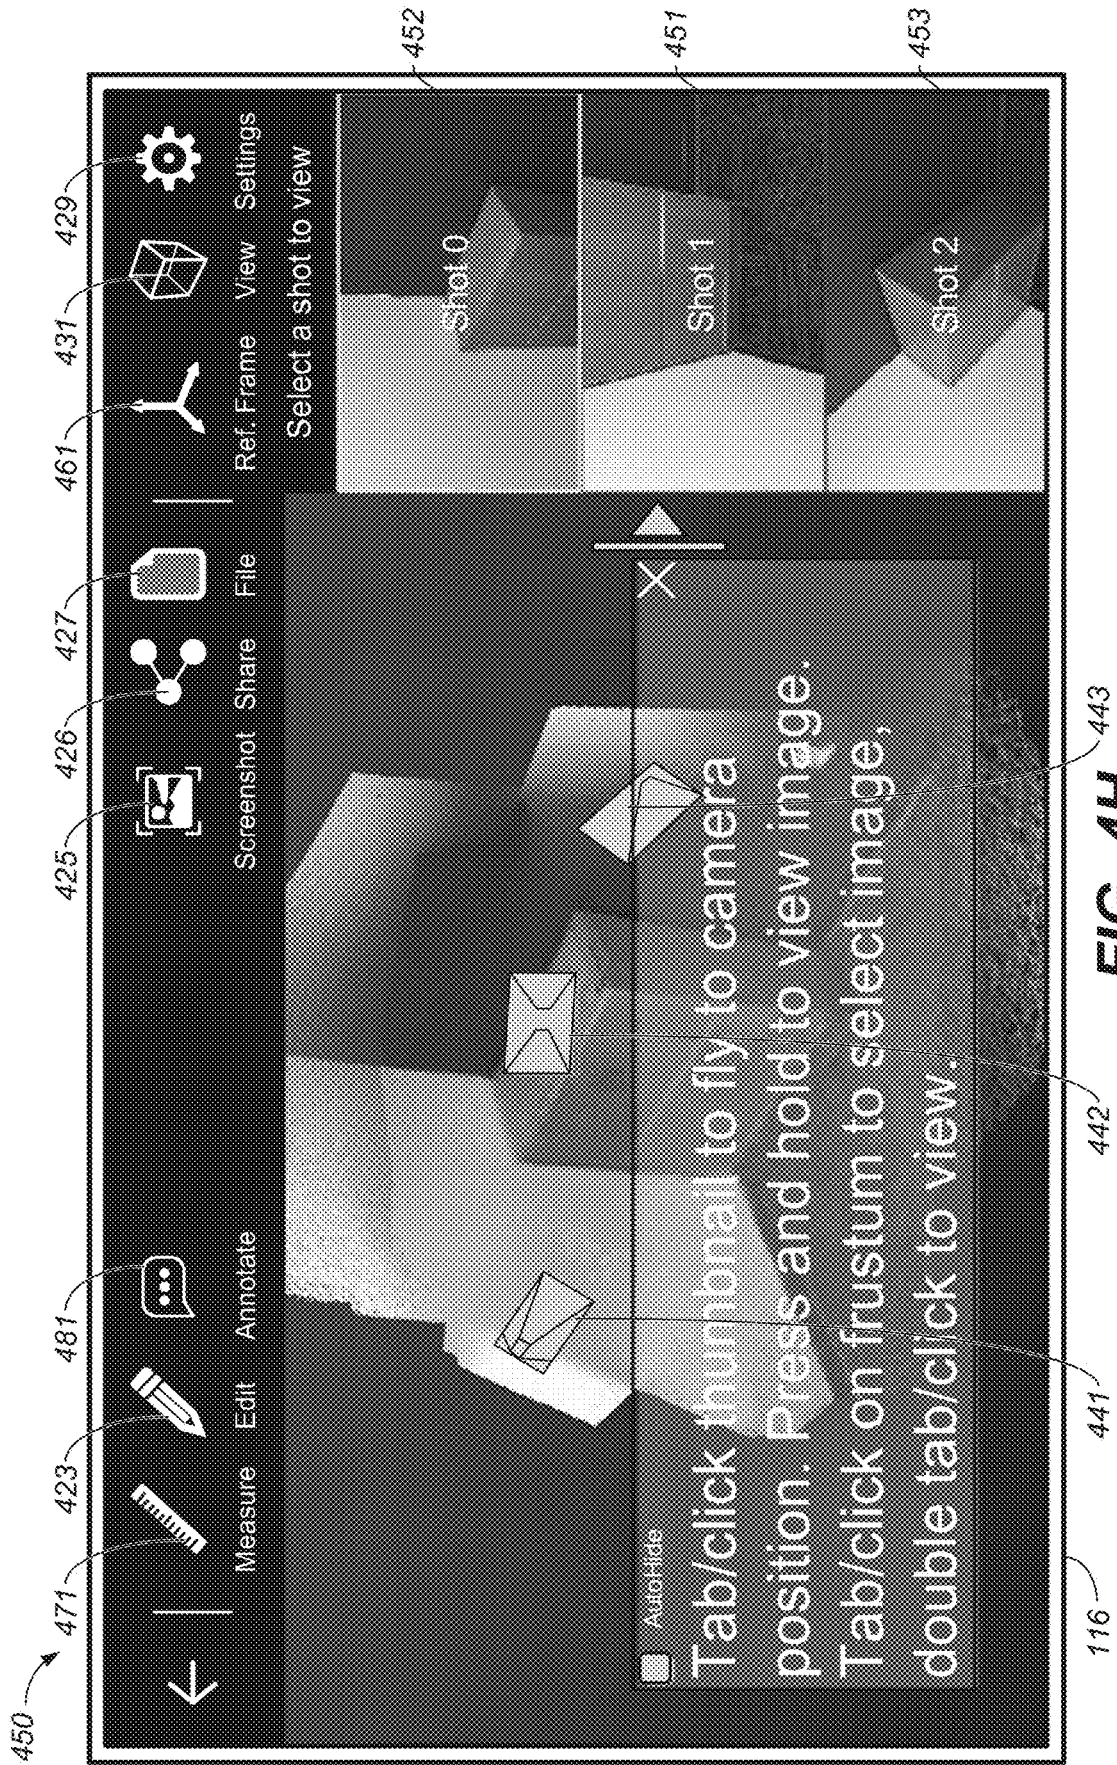 450
471
423
481
425
426
427
461
431
429
Measure
Edit
Annotate
Screenshot
Share
File
Ref. Frame
View
Settings
Select a shot to view
Shot 0
452
Shot 1
451
Shot 2
453
AutoHide
Tab/click thumbnail to fly to camera
position. Press and hold to view image.
Tab/click on frustum to select image,
double tab/click to view.
116
441
442
443
FIG. 4H